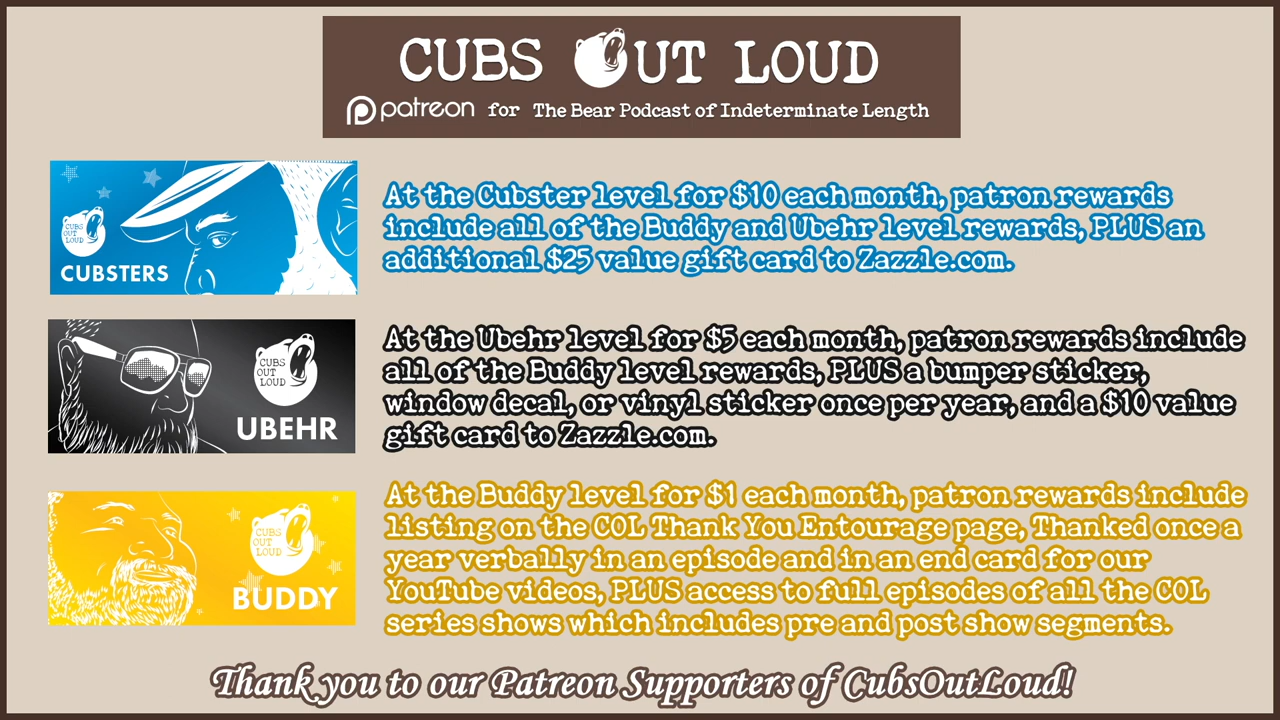 CUBS OUT LOUD
patreon for The Bear Podcast of Indeterminate Length
CUBS
OUT
LOUD
CUBSTERS
At the Cubster level for $10 each month, patron rewards
include all of the Buddy and Ubehr level rewards, PLUS an
additional $25 value gift card to Zazzle.com.
CUBS
OUT
LOUD
UBEHR
At the Ubehr level for $5 each month, patron rewards include
all of the Buddy level rewards, PLUS a bumper sticker,
window decal, or vinyl sticker once per year, and a $10 value
gift card to Zazzle.com.
CUBS
OUT
LOUD
BUDDY
At the Buddy level for $1 each month, patron rewards include
listing on the COL Thank You Entourage page, Thanked once a
year verbally in an episode and in an end card for our
YouTube videos, PLUS access to full episodes of all the COL
series shows which includes pre and post show segments.
Thank you to our Patreon Supporters of CubsOutLoud!